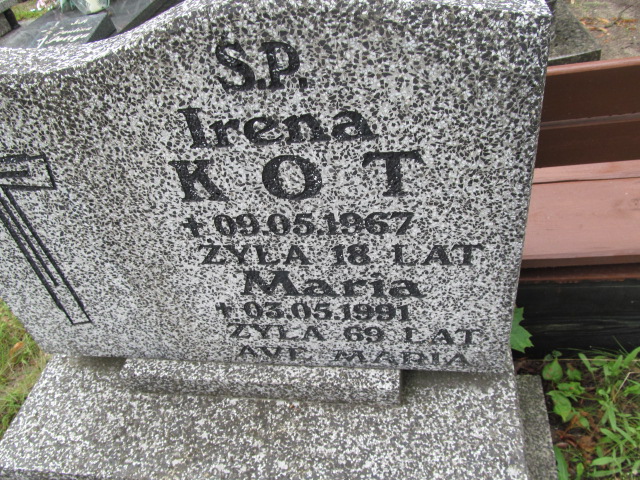 Ś.P.
Irena
KOT
✝09.05.1967
ŻYŁA 18 LAT
Maria
✝03.05.1991
ŻYŁA 69 LAT
AVE MARIA